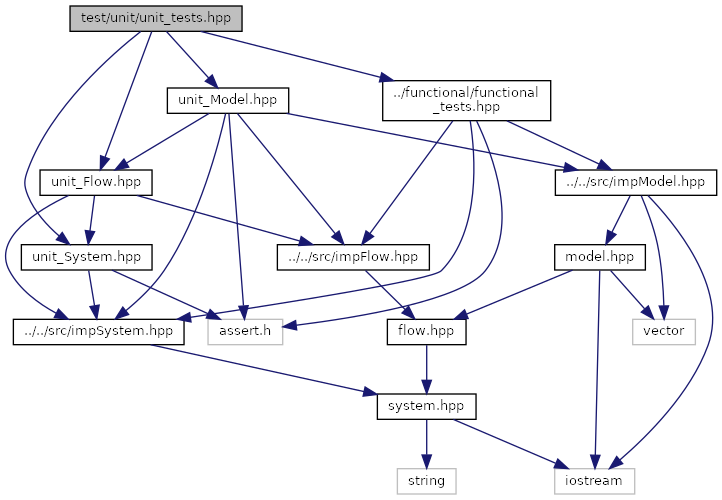 test/unit/unit_tests.hpp
unit_Model.hpp
../functional/functional
_tests.hpp
unit_Flow.hpp
../../src/impModel.hpp
unit_System.hpp
../../src/impFlow.hpp
model.hpp
../../src/impSystem.hpp
assert.h
flow.hpp
vector
system.hpp
string
iostream